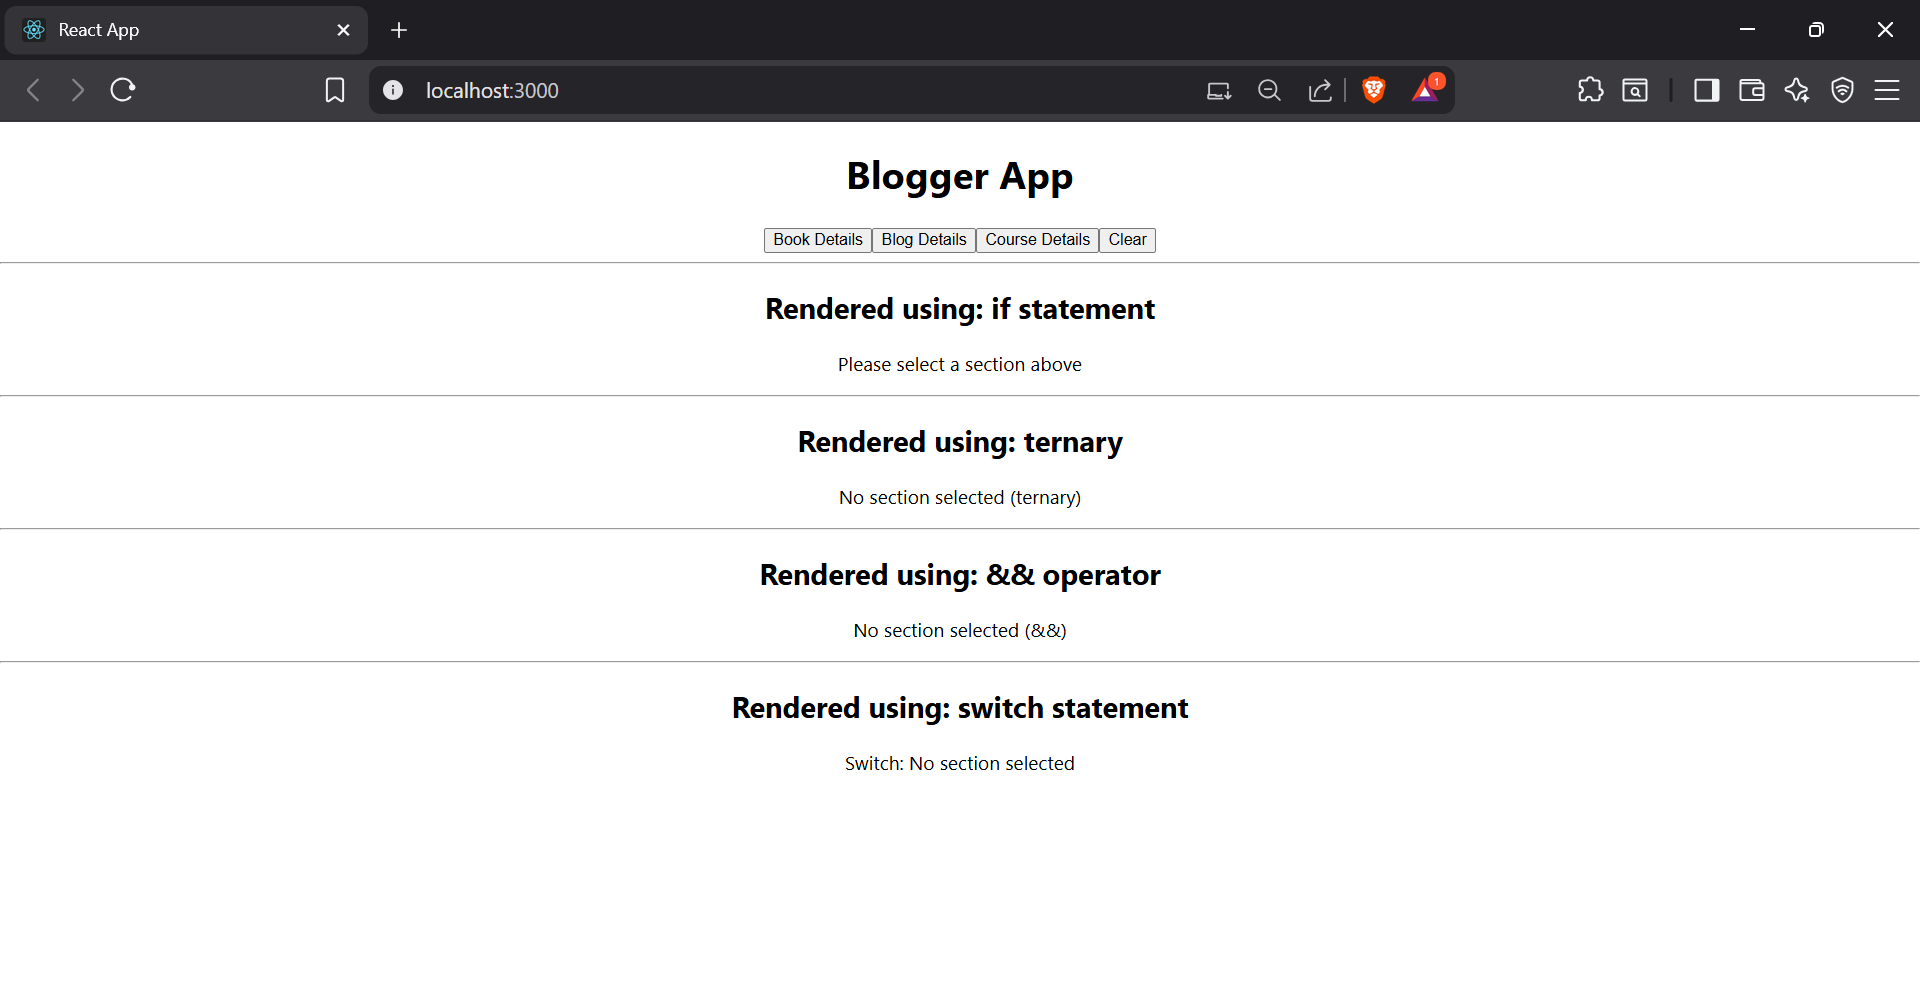 React App
localhost:3000
1
Blogger App
Book Details Blog Details Course Details Clear
Rendered using: if statement
Please select a section above
Rendered using: ternary
No section selected (ternary)
Rendered using: && operator
No section selected (&&)
Rendered using: switch statement
Switch: No section selected